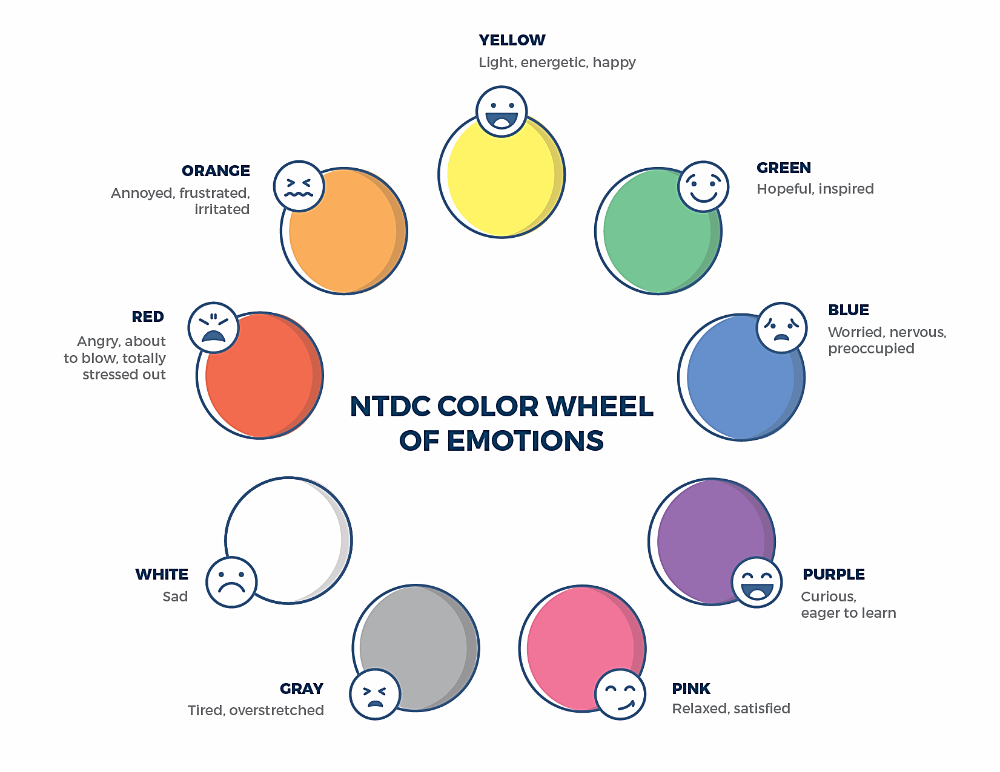 YELLOW
Light, energetic, happy
ORANGE
Annoyed, frustrated,
irritated
GREEN
Hopeful, inspired
RED
Angry, about
to blow, totally
stressed out
BLUE
Worried, nervous,
preoccupied
NTDC COLOR WHEEL
OF EMOTIONS
WHITE
Sad
PURPLE
Curious,
eager to learn
GRAY
Tired, overstretched
PINK
Relaxed, satisfied